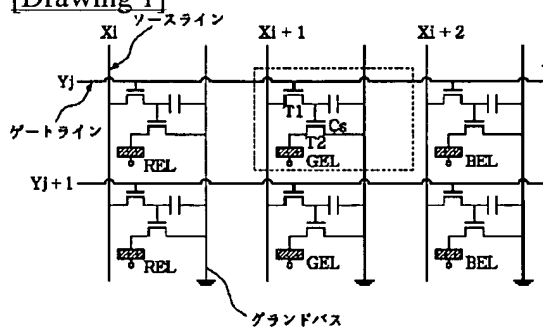 [Drawing 1]
ソースライン
Xi Xi + 1 Xi + 2
Yj
ゲートライン
T1
Cs
T2
REL GEL BEL
Yj + 1
REL GEL BEL
グランドバス